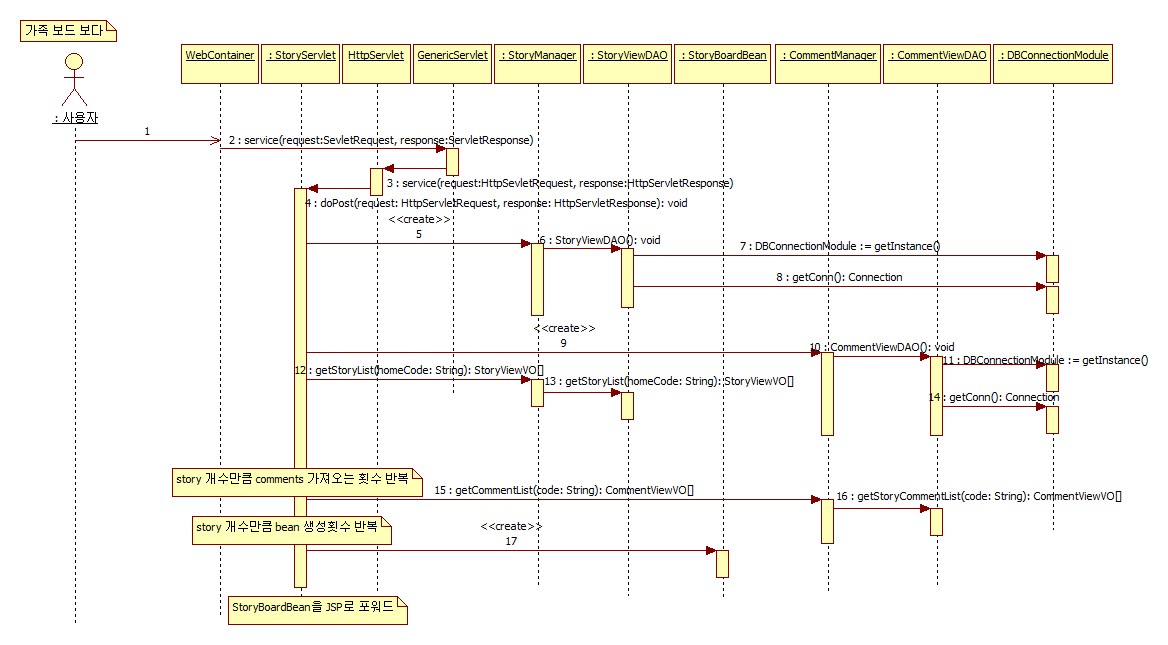 가족 보드 보다
WebContainer
: StoryServlet
HttpServlet
GenericServlet
: StoryManager
: StoryViewDAO
: StoryBoardBean
: CommentManager
: CommentViewDAO
: DBConnectionModule
: 사용자
1
2 : service(request:SevletRequest, response:ServletResponse)
3 : service(request:HttpSevletRequest, response:HttpServletResponse)
4 : doPost(request: HttpServletRequest, response: HttpServletResponse): void
<<create>>
5
6 : StoryViewDAO(): void
7 : DBConnectionModule := getInstance()
8 : getConn(): Connection
<<create>>
9
10 : CommentViewDAO(): void
11 : DBConnectionModule := getInstance()
12 : getStoryList(homeCode: String): StoryViewVO[]
13 : getStoryList(homeCode: String): StoryViewVO[]
14 : getConn(): Connection
story 개수만큼 comments 가져오는 횟수 반복
15 : getCommentList(code: String): CommentViewVO[]
16 : getStoryCommentList(code: String): CommentViewVO[]
story 개수만큼 bean 생성횟수 반복
<<create>>
17
StoryBoardBean을 JSP로 포워드